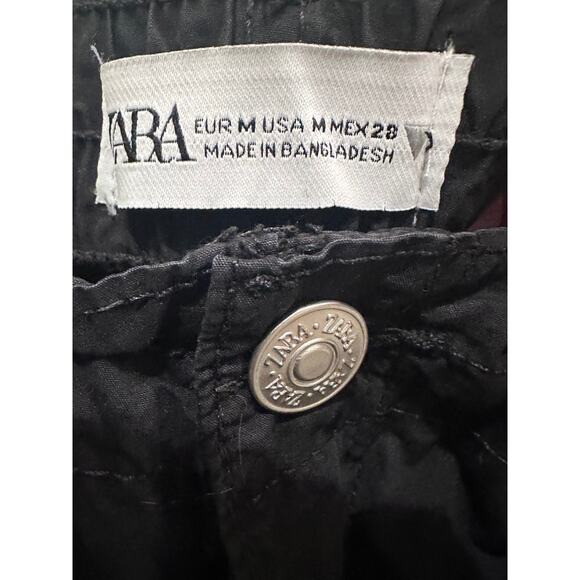 ZARA
EUR M USA M MEX 28
MADE IN BANGLADESH
ZARA • ZARA • ZARA • ZARA •